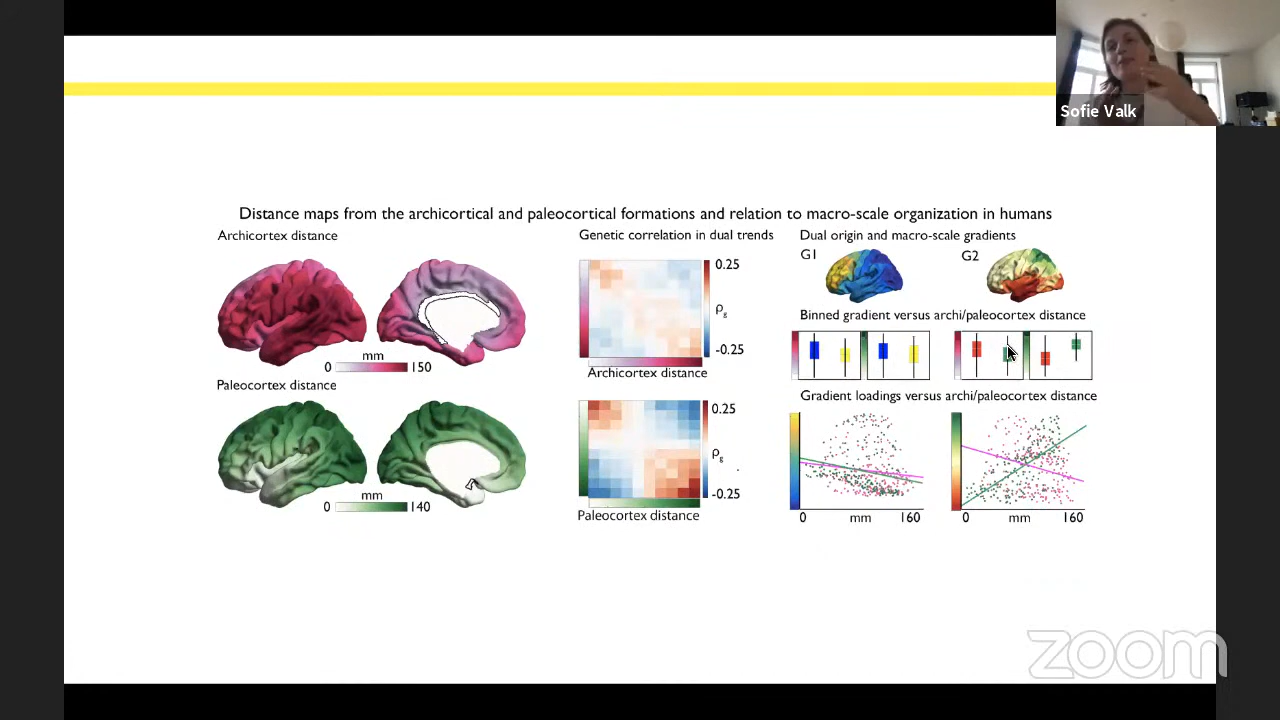 Sofie Valk
Distance maps from the archicortical and paleocortical formations and relation to macro-scale organization in humans
Archicortex distance
mm
0 150
Paleocortex distance
mm
0 140
Genetic correlation in dual trends
0.25
ρg
-0.25
Archicortex distance
0.25
ρg
-0.25
Paleocortex distance
Dual origin and macro-scale gradients
G1 G2
Binned gradient versus archi/paleocortex distance
Gradient loadings versus archi/paleocortex distance
0 mm 160
0 mm 160
zoom